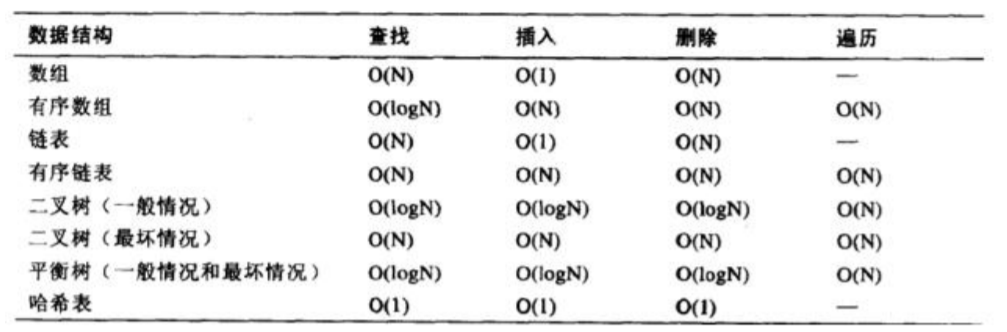 数据结构 查找 插入 删除 遍历
数组 O(N) O(1) O(N) —
有序数组 O(logN) O(N) O(N) O(N)
链表 O(N) O(1) O(N) —
有序链表 O(N) O(N) O(N) O(N)
二叉树（一般情况） O(logN) O(logN) O(logN) O(N)
二叉树（最坏情况） O(N) O(N) O(N) O(N)
平衡树（一般情况和最坏情况） O(logN) O(logN) O(logN) O(N)
哈希表 O(1) O(1) O(1) —